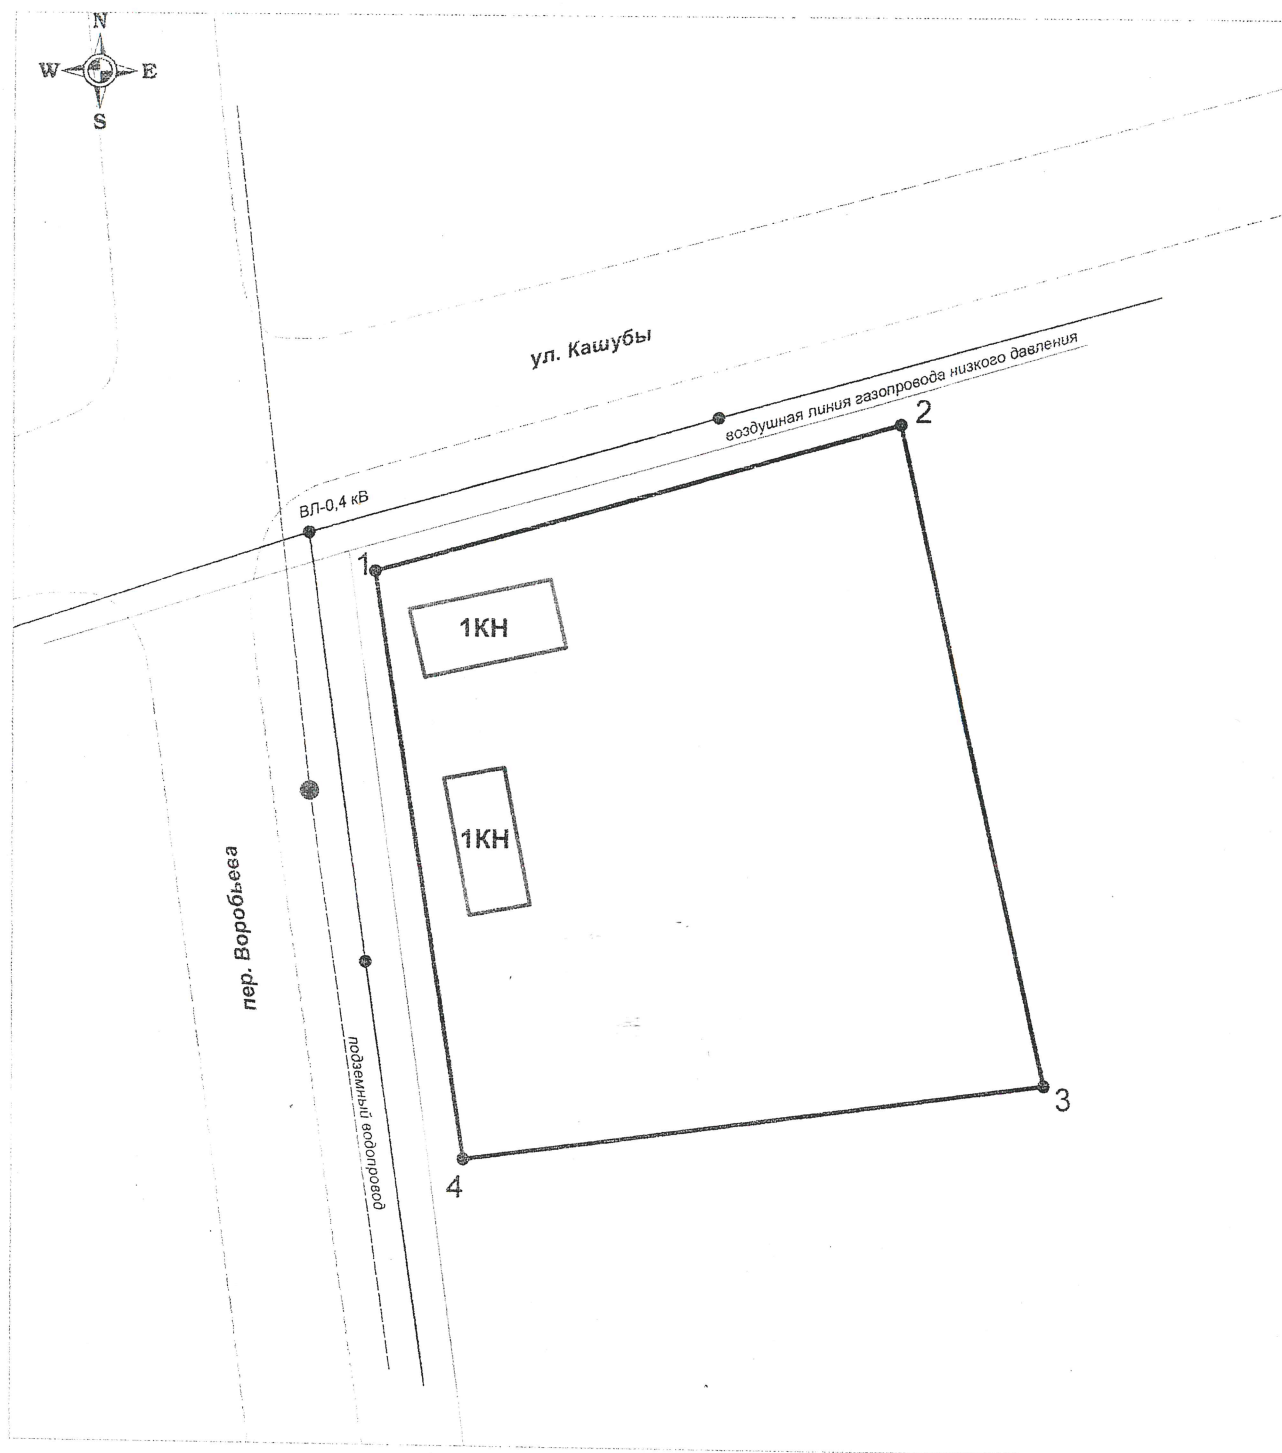 N
W E
S
ул. Кашубы
воздушная линия газопровода низкого давления
2
ВЛ-0,4 кВ
1
1КН
1КН
пер. Воробьева
подземный водопровод
3
4